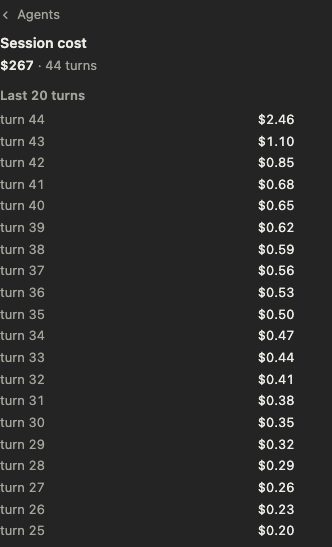 Agents
Session cost
$267 · 44 turns
Last 20 turns
turn 44 $2.46
turn 43 $1.10
turn 42 $0.85
turn 41 $0.68
turn 40 $0.65
turn 39 $0.62
turn 38 $0.59
turn 37 $0.56
turn 36 $0.53
turn 35 $0.50
turn 34 $0.47
turn 33 $0.44
turn 32 $0.41
turn 31 $0.38
turn 30 $0.35
turn 29 $0.32
turn 28 $0.29
turn 27 $0.26
turn 26 $0.23
turn 25 $0.20